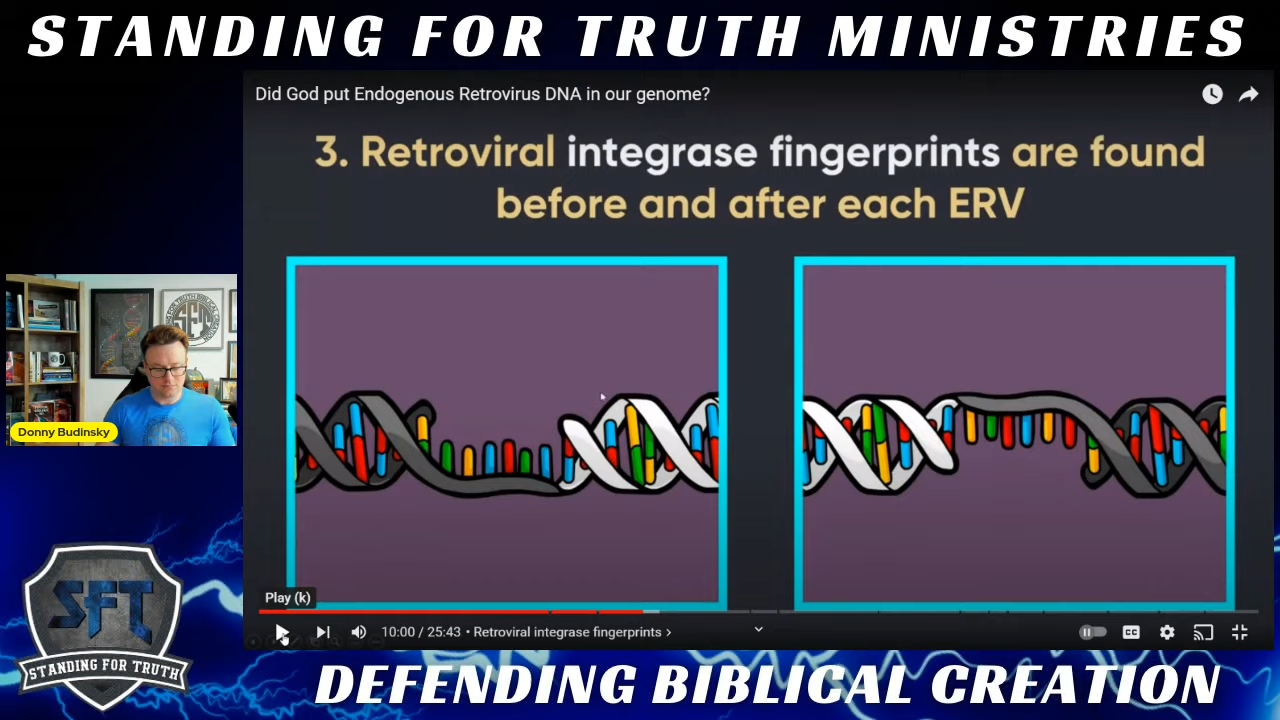 STANDING FOR TRUTH MINISTRIES
Did God put Endogenous Retrovirus DNA in our genome?
3. Retroviral integrase fingerprints are found
before and after each ERV
SFT
Donny Budinsky
Play (k)
10:00 / 25:43 • Retroviral integrase fingerprints ›
CC
SFT
STANDING FOR TRUTH
DEFENDING BIBLICAL CREATION